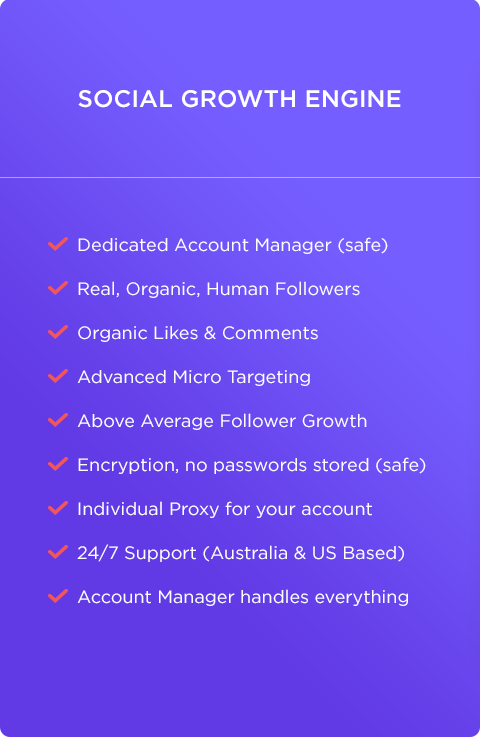 SOCIAL GROWTH ENGINE
Dedicated Account Manager (safe)
Real, Organic, Human Followers
Organic Likes & Comments
Advanced Micro Targeting
Above Average Follower Growth
Encryption, no passwords stored (safe)
Individual Proxy for your account
24/7 Support (Australia & US Based)
Account Manager handles everything